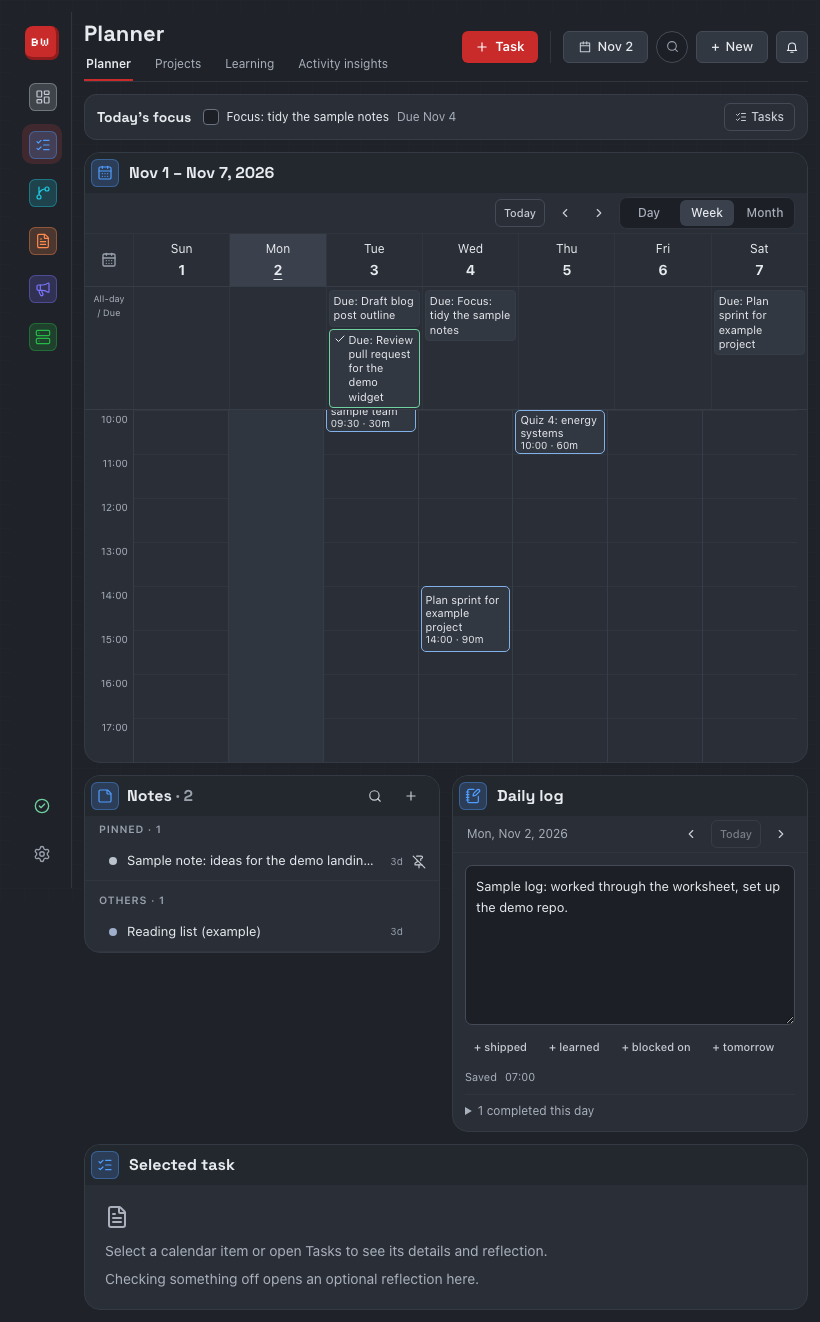 BW
Planner
Planner Projects Learning Activity insights
+ Task
Nov 2
+ New
Today's focus
Focus: tidy the sample notes Due Nov 4
Tasks
Nov 1 – Nov 7, 2026
Today
Day Week Month
Sun Mon Tue Wed Thu Fri Sat
1 2 3 4 5 6 7
All-day
/ Due
Due: Draft blog
post outline
Due: Review
pull request
for the
demo
widget
Due: Focus:
tidy the sample
notes
Due: Plan
sprint for
example
project
10:00
11:00
12:00
13:00
14:00
15:00
16:00
17:00
sample team
09:30 · 30m
Quiz 4: energy
systems
10:00 · 60m
Plan sprint for
example
project
14:00 · 90m
Notes · 2
PINNED · 1
Sample note: ideas for the demo landin... 3d
OTHERS · 1
Reading list (example) 3d
Daily log
Mon, Nov 2, 2026
Today
Sample log: worked through the worksheet, set up
the demo repo.
+ shipped + learned + blocked on + tomorrow
Saved 07:00
1 completed this day
Selected task
Select a calendar item or open Tasks to see its details and reflection.
Checking something off opens an optional reflection here.